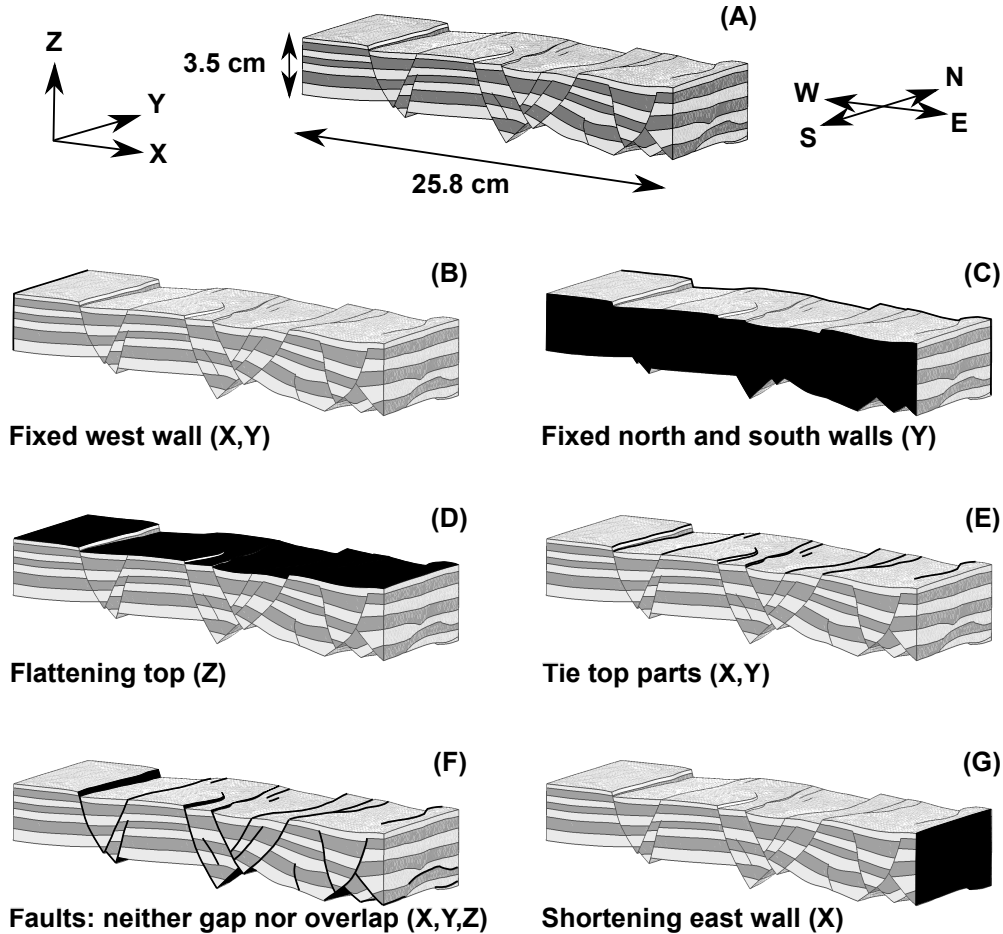 (A)
Z
Y
X
3.5 cm
25.8 cm
N
W
S
E
(B)
Fixed west wall (X,Y)
(C)
Fixed north and south walls (Y)
(D)
Flattening top (Z)
(E)
Tie top parts (X,Y)
(F)
Faults: neither gap nor overlap (X,Y,Z)
(G)
Shortening east wall (X)